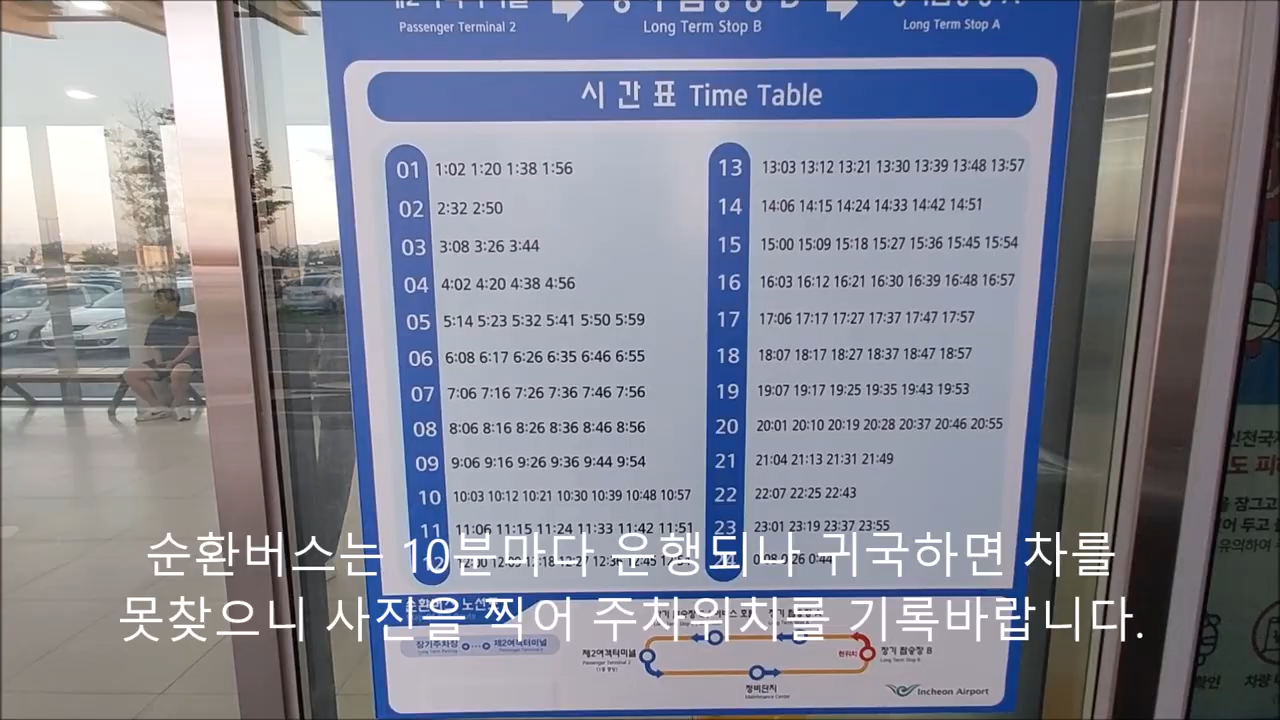 Passenger Terminal 2
Long Term Stop B
Long Term Stop A
시간표 Time Table
01 1:02 1:20 1:38 1:56
02 2:32 2:50
03 3:08 3:26 3:44
04 4:02 4:20 4:38 4:56
05 5:14 5:23 5:32 5:41 5:50 5:59
06 6:08 6:17 6:26 6:35 6:46 6:55
07 7:06 7:16 7:26 7:36 7:46 7:56
08 8:06 8:16 8:26 8:36 8:46 8:56
09 9:06 9:16 9:26 9:36 9:44 9:54
10 10:03 10:12 10:21 10:30 10:39 10:48 10:57
11 11:06 11:15 11:24 11:33 11:42 11:51
13 13:03 13:12 13:21 13:30 13:39 13:48 13:57
14 14:06 14:15 14:24 14:33 14:42 14:51
15 15:00 15:09 15:18 15:27 15:36 15:45 15:54
16 16:03 16:12 16:21 16:30 16:39 16:48 16:57
17 17:06 17:17 17:27 17:37 17:47 17:57
18 18:07 18:17 18:27 18:37 18:47 18:57
19 19:07 19:17 19:25 19:35 19:43 19:53
20 20:01 20:10 20:19 20:28 20:37 20:46 20:55
21 21:04 21:13 21:31 21:49
22 22:07 22:25 22:43
23 23:01 23:19 23:37 23:55
순환버스는 10분마다 운행되나 귀국하면 차를
못찾으니 사진을 찍어 주차위치를 기록바랍니다.
장기주차장 제2여객터미널
제2여객터미널
Passenger Terminal 2
정비단지
Maintenance Center
현위치
장기 승장 B
Long Term Stop B
Incheon Airport